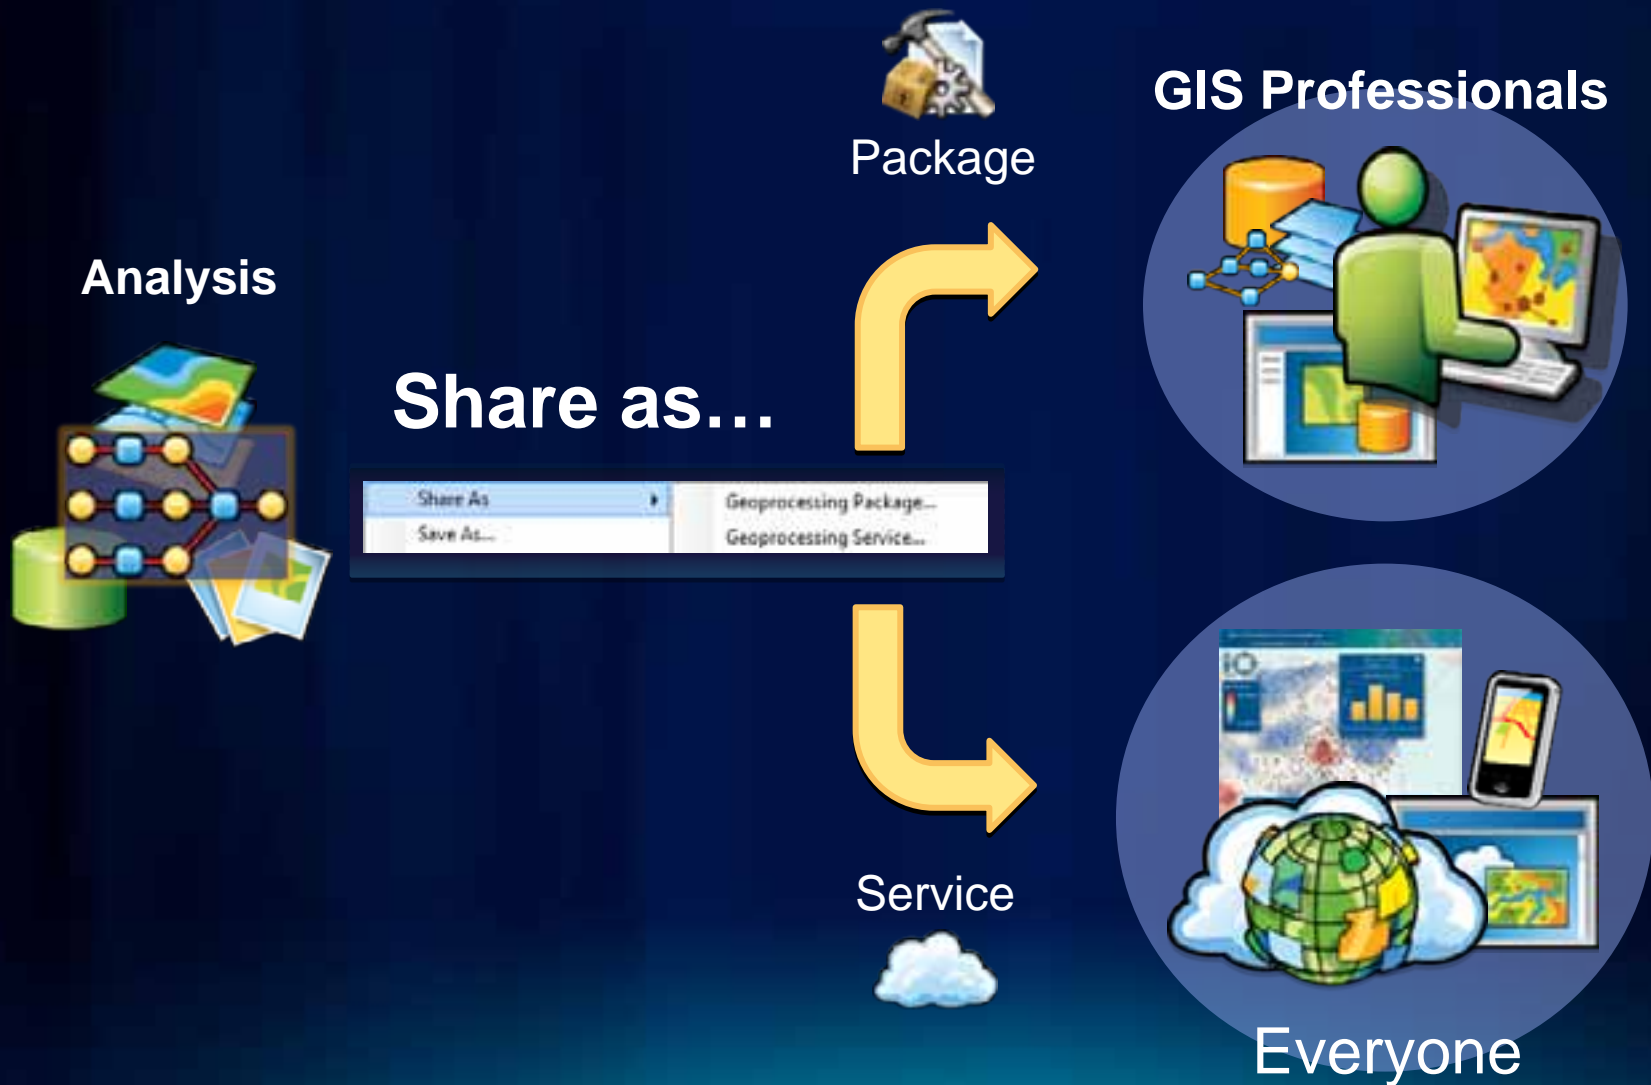 Package
GIS Professionals
Analysis
Share as…
Share As
Save As...
Geoprocessing Package...
Geoprocessing Service...
Service
Everyone